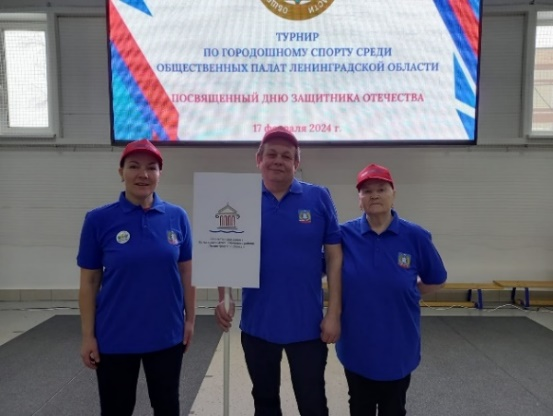 ТУРНИР
ПО ГОРОДОШНОМУ СПОРТУ СРЕДИ
ОБЩЕСТВЕННЫХ ПАЛАТ ЛЕНИНГРАДСКОЙ ОБЛАСТИ
ПОСВЯЩЕННЫЙ ДНЮ ЗАЩИТНИКА ОТЕЧЕСТВА
17 февраля 2024 г.